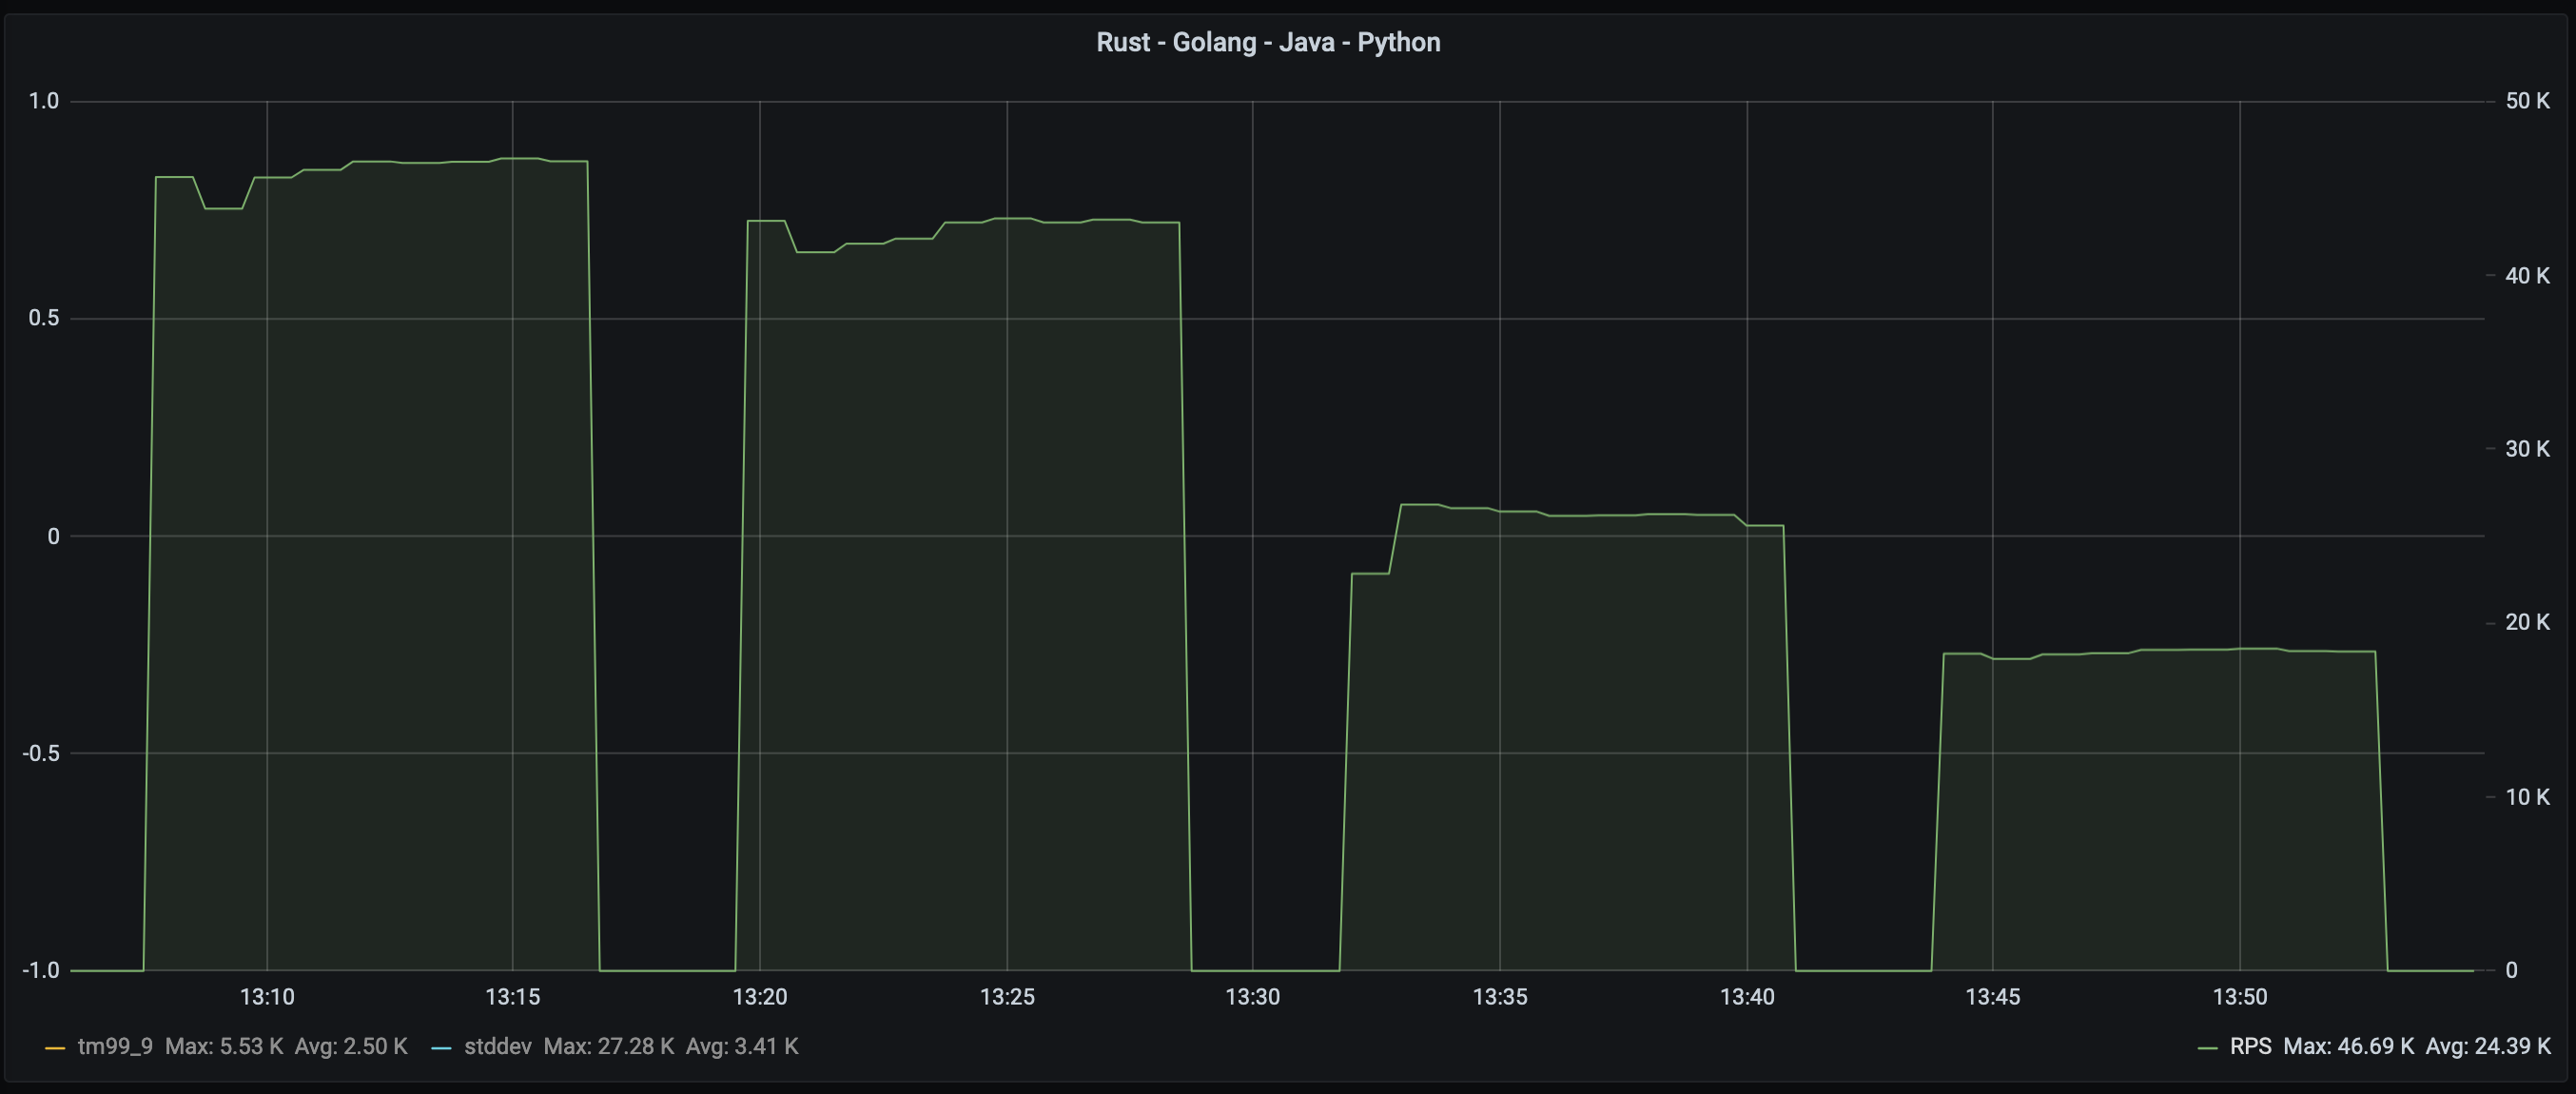 Rust - Golang - Java - Python
1.0
50 K
40 K
0.5
30 K
0
20 K
-0.5
10 K
-1.0
0
13:10 13:15 13:20 13:25 13:30 13:35 13:40 13:45 13:50
tm99_9 Max: 5.53 K Avg: 2.50 K stddev Max: 27.28 K Avg: 3.41 K RPS Max: 46.69 K Avg: 24.39 K